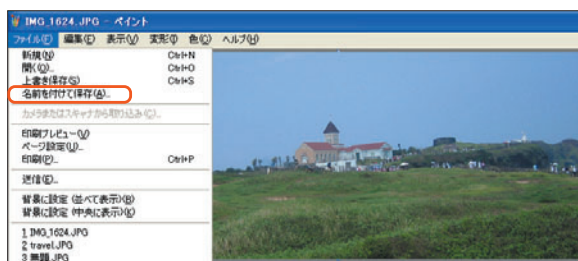 IMG_1624.JPG - ペイント
ファイル(F) 編集(E) 表示(V) 変形(I) 色(C) ヘルプ(H)
新規(N) Ctrl+N
開く(O)... Ctrl+O
上書き保存(S) Ctrl+S
名前を付けて保存(A)...
カメラまたはスキャナから取り込み(C)...
印刷プレビュー(V)
ページ設定(U)...
印刷(P)... Ctrl+P
送信(E)...
背景に設定 (並べて表示)(B)
背景に設定 (中央に表示)(K)
1 IMG_1624.JPG
2 travel.JPG
3 無題.JPG